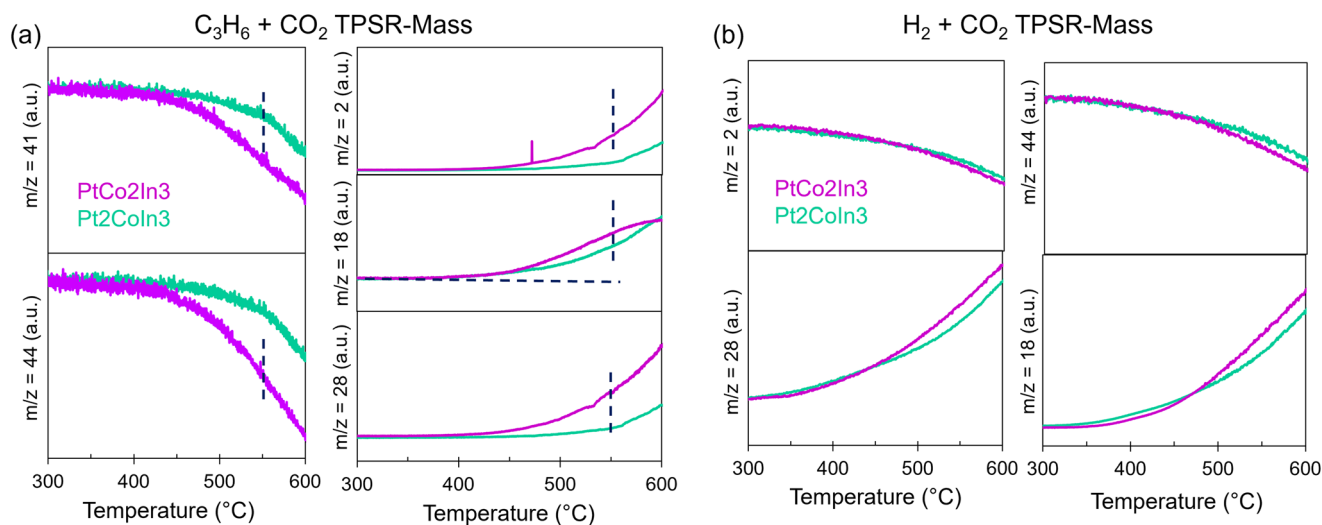 (a)
C₃H₆ + CO₂ TPSR-Mass
m/z = 41 (a.u.)
PtCo2In3
Pt2CoIn3
m/z = 44 (a.u.)
300 400 500 600
Temperature (°C)
m/z = 2 (a.u.)
m/z = 18 (a.u.)
m/z = 28 (a.u.)
300 400 500 600
Temperature (°C)
(b)
H₂ + CO₂ TPSR-Mass
m/z = 2 (a.u.)
PtCo2In3
Pt2CoIn3
m/z = 28 (a.u.)
300 400 500 600
Temperature (°C)
m/z = 44 (a.u.)
m/z = 18 (a.u.)
300 400 500 600
Temperature (°C)